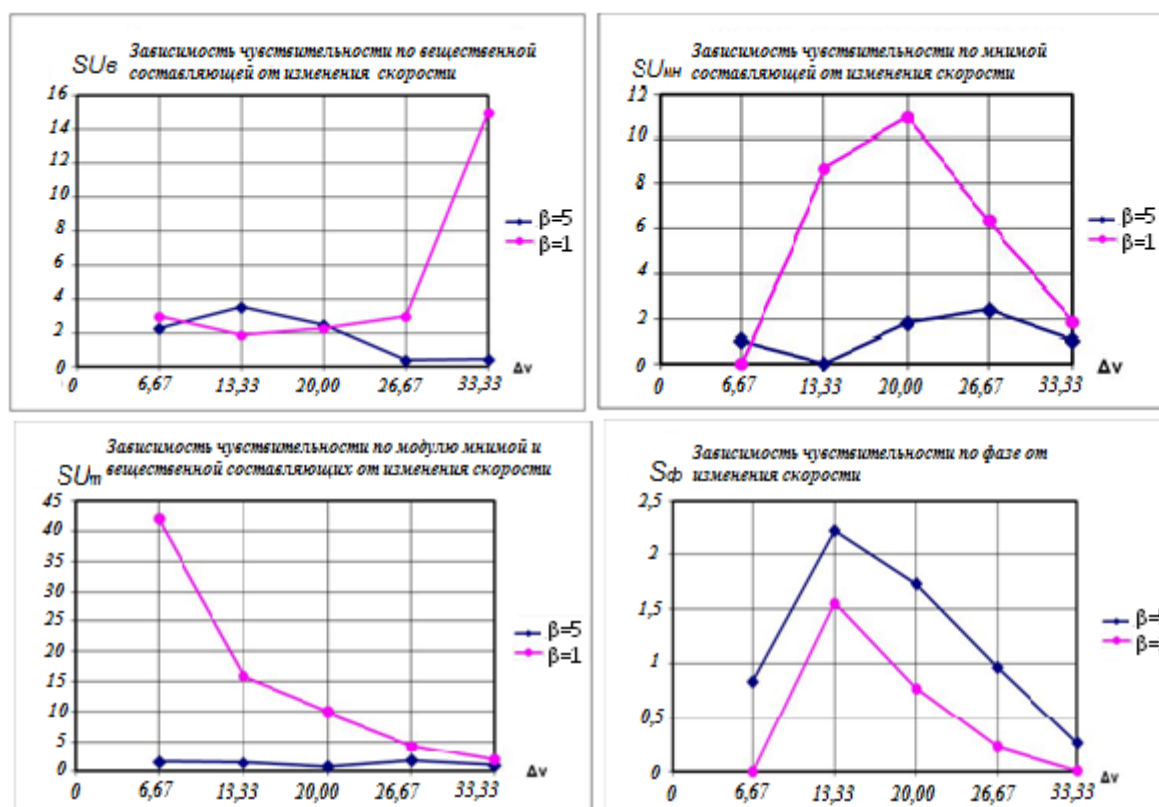 SUв
Зависимость чувствительности по вещественной
составляющей от изменения скорости
16
14
12
10
8
6
4
2
0
0 6,67 13,33 20,00 26,67 33,33
Δv
β=5
β=1
SUмн
Зависимость чувствительности по мнимой
составляющей от изменения скорости
12
10
8
6
4
2
0
0 6,67 13,33 20,00 26,67 33,33
Δv
β=5
β=1
SUm
Зависимость чувствительности по модулю мнимой и
вещественной составляющих от изменения скорости
45
40
35
30
25
20
15
10
5
0
0 6,67 13,33 20,00 26,67 33,33
Δv
β=5
β=1
Sф
Зависимость чувствительности по фазе от
изменения скорости
2,5
2
1,5
1
0,5
0
0 6,67 13,33 20,00 26,67 33,33
Δv
β=
β=